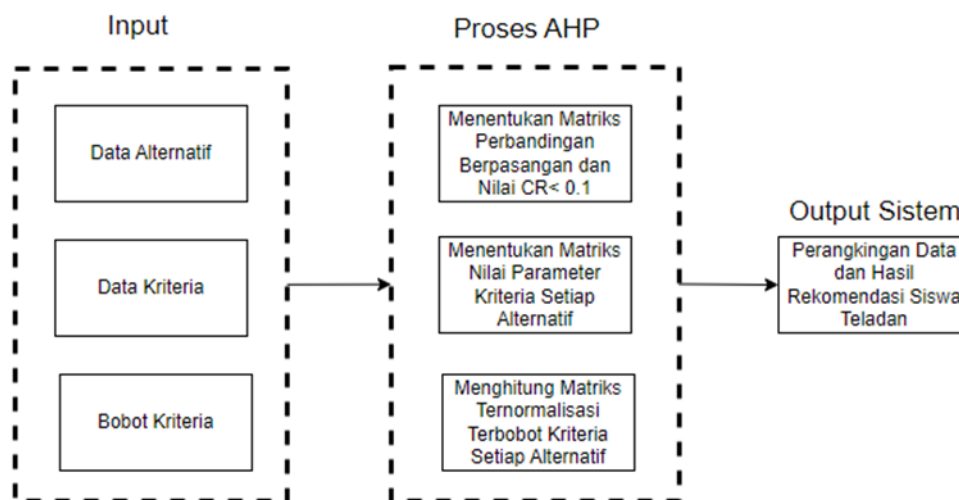 Input
Data Alternatif
Data Kriteria
Bobot Kriteria
Proses AHP
Menentukan Matriks
Perbandingan
Berpasangan dan
Nilai CR< 0.1
Menentukan Matriks
Nilai Parameter
Kriteria Setiap
Alternatif
Menghitung Matriks
Ternormalisasi
Terbobot Kriteria
Setiap Alternatif
Output Sistem
Perangkingan Data
dan Hasil
Rekomendasi Siswa
Teladan